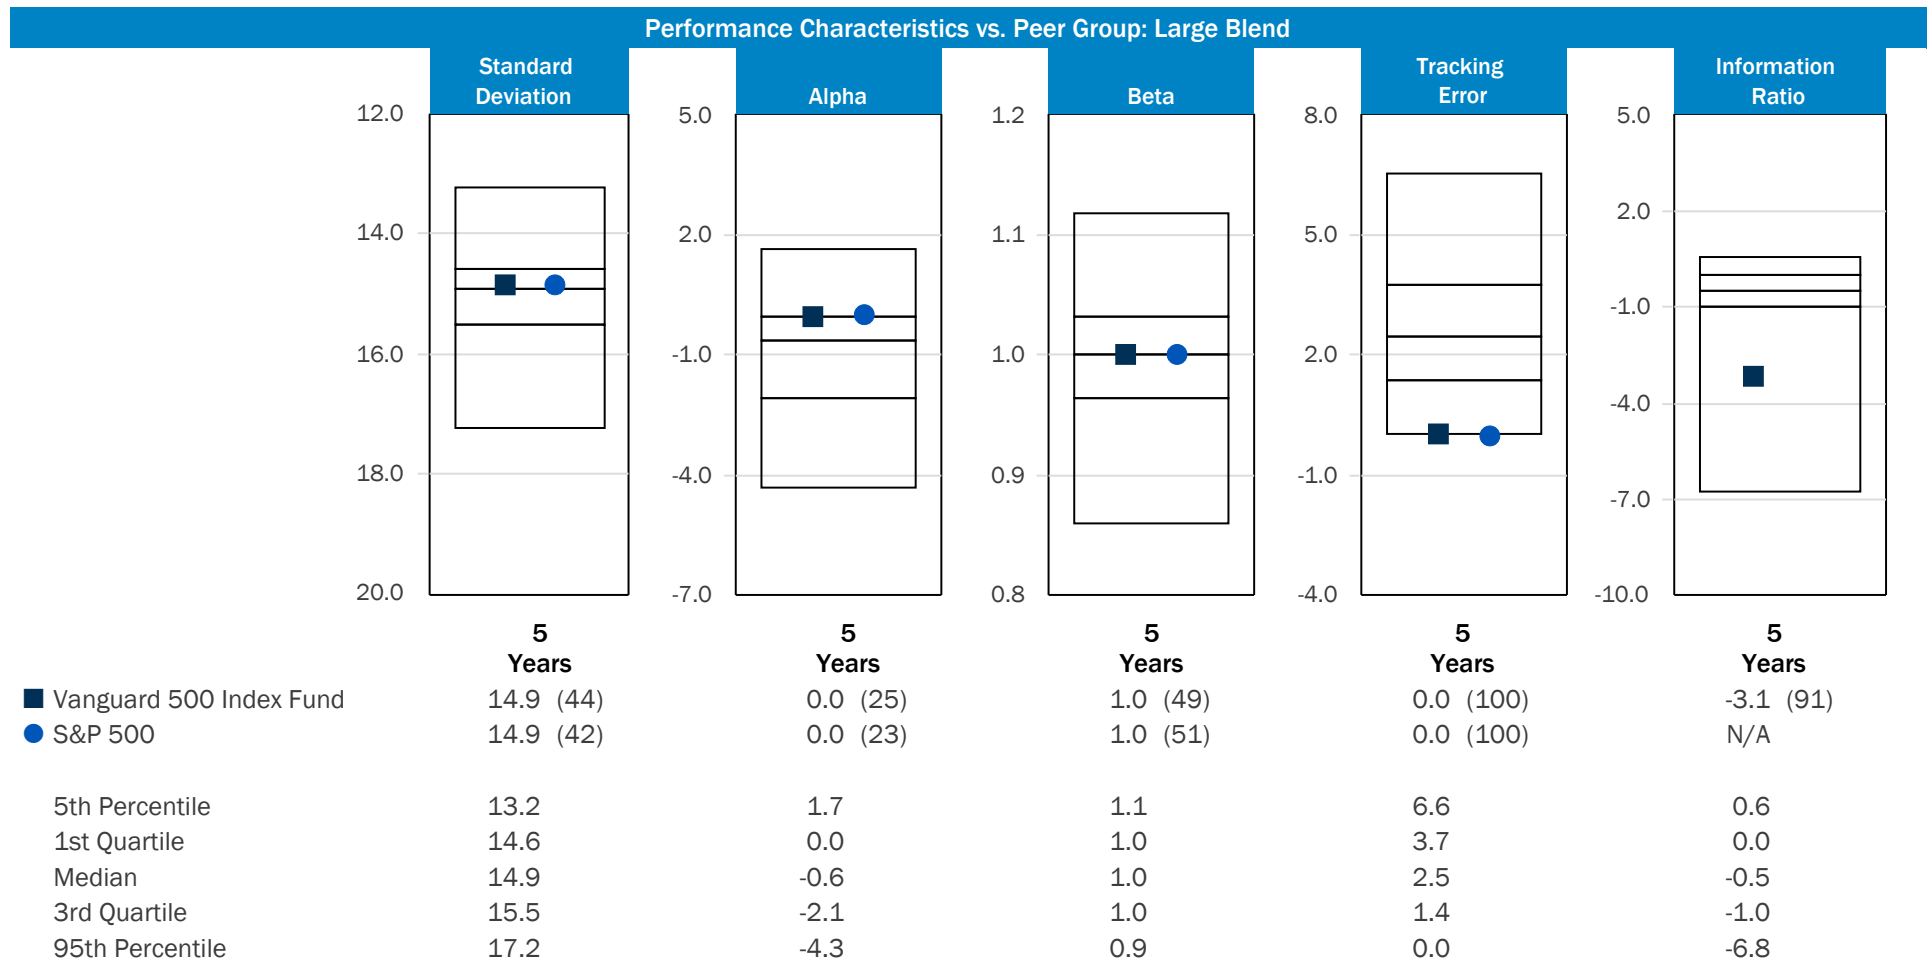 Performance Characteristics vs. Peer Group: Large Blend
Standard Deviation
Alpha
Beta
Tracking Error
Information Ratio
12.0
14.0
16.0
18.0
20.0
5.0
2.0
-1.0
-4.0
-7.0
1.2
1.1
1.0
0.9
0.8
8.0
5.0
2.0
-1.0
-4.0
5.0
2.0
-1.0
-4.0
-7.0
-10.0
5 5 5 5 5
Years Years Years Years Years
Vanguard 500 Index Fund 14.9 (44) 0.0 (25) 1.0 (49) 0.0 (100) -3.1 (91)
S&P 500 14.9 (42) 0.0 (23) 1.0 (51) 0.0 (100) N/A
5th Percentile 13.2 1.7 1.1 6.6 0.6
1st Quartile 14.6 0.0 1.0 3.7 0.0
Median 14.9 -0.6 1.0 2.5 -0.5
3rd Quartile 15.5 -2.1 1.0 1.4 -1.0
95th Percentile 17.2 -4.3 0.9 0.0 -6.8